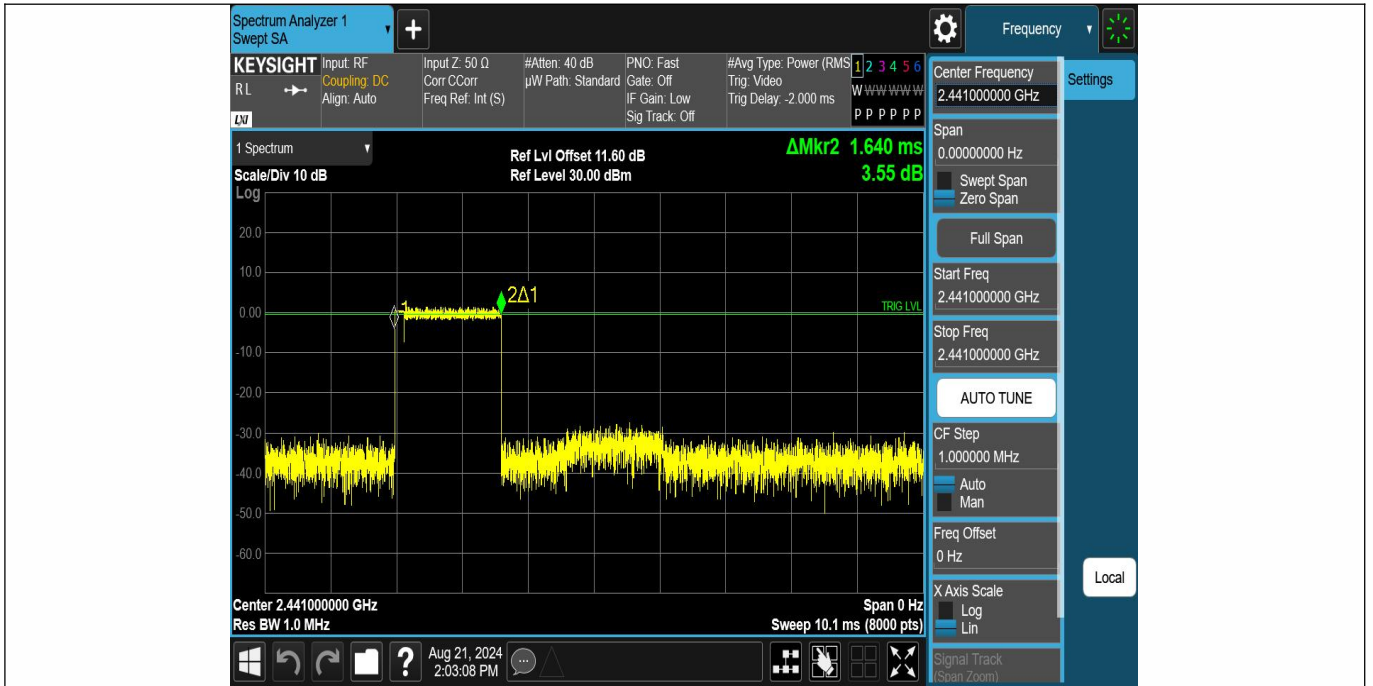 Spectrum Analyzer 1
Swept SA
+
Frequency
KEYSIGHT
RL
LXI
Input: RF
Coupling: DC
Align: Auto
Input Z: 50 Ω
Corr CCorr
Freq Ref: Int (S)
#Atten: 40 dB
µW Path: Standard
PNO: Fast
Gate: Off
IF Gain: Low
Sig Track: Off
#Avg Type: Power (RMS
Trig: Video
Trig Delay: -2.000 ms
1 2 3 4 5 6
W W W W W W
P P P P P P
1 Spectrum
Scale/Div 10 dB
Log
Ref Lvl Offset 11.60 dB
Ref Level 30.00 dBm
ΔMkr2 1.640 ms
3.55 dB
20.0
10.0
0.00
-10.0
-20.0
-30.0
-40.0
-50.0
-60.0
1
2Δ1
TRIG LVL
Center 2.441000000 GHz
Res BW 1.0 MHz
Span 0 Hz
Sweep 10.1 ms (8000 pts)
Center Frequency
2.441000000 GHz
Settings
Span
0.00000000 Hz
Swept Span
Zero Span
Full Span
Start Freq
2.441000000 GHz
Stop Freq
2.441000000 GHz
AUTO TUNE
CF Step
1.000000 MHz
Auto
Man
Freq Offset
0 Hz
X Axis Scale
Log
Lin
Signal Track
(Span Zoom)
Local
?
Aug 21, 2024
2:03:08 PM